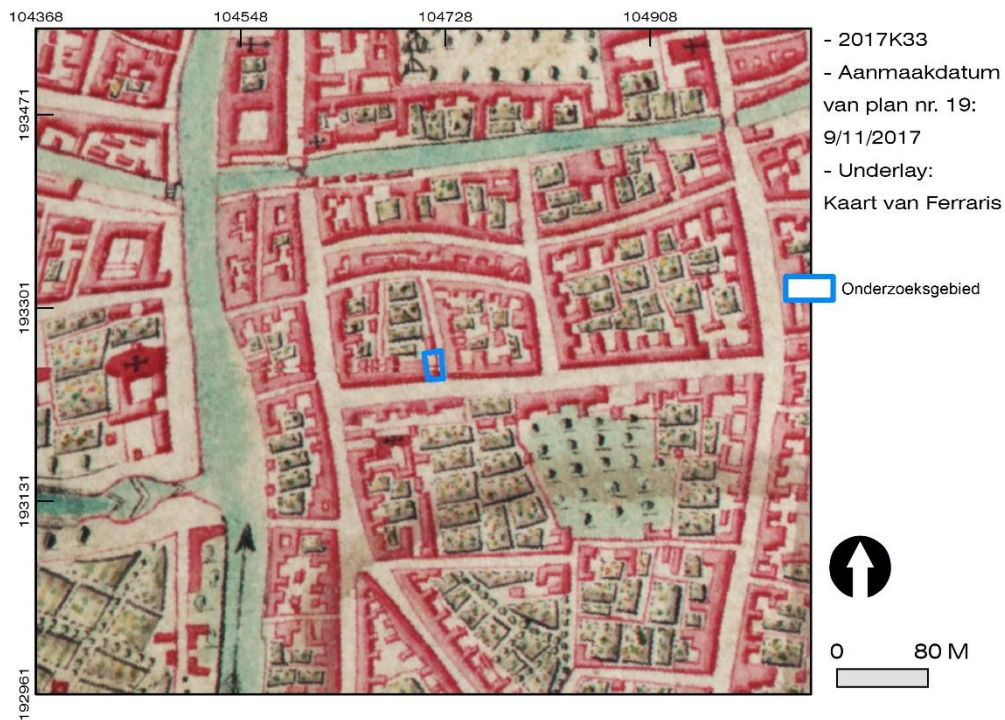 104368
104548
104728
104908
193471
193301
193131
192961
- 2017K33
- Aanmaakdatum
van plan nr. 19:
9/11/2017
- Underlay:
Kaart van Ferraris
Onderzoeksgebied
0
80 M